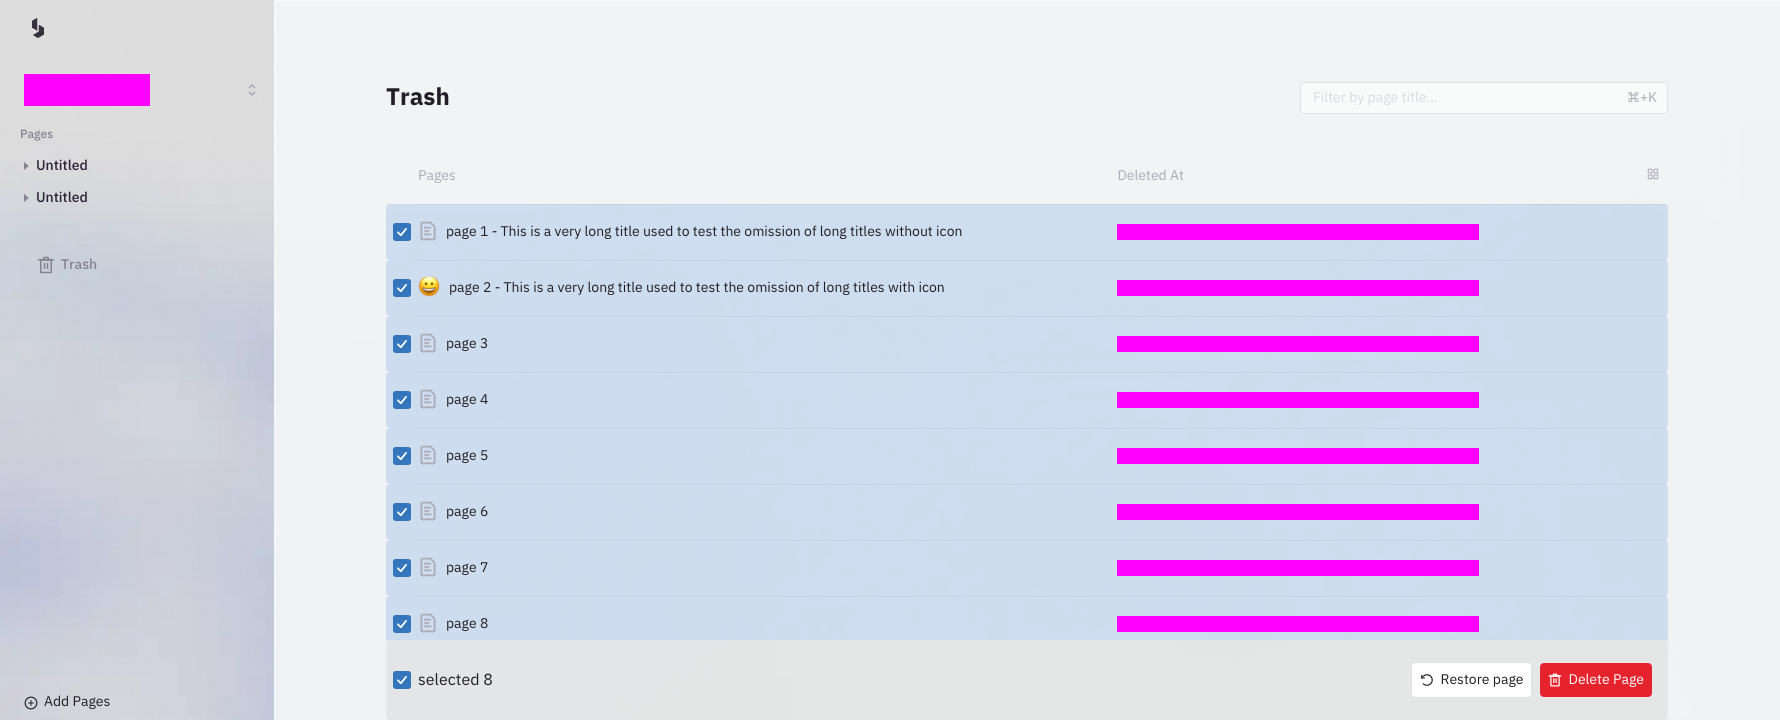 Pages
Untitled
Untitled
Trash
Add Pages
Trash
Filter by page title... ⌘+K
Pages Deleted At
page 1 - This is a very long title used to test the omission of long titles without icon
page 2 - This is a very long title used to test the omission of long titles with icon
page 3
page 4
page 5
page 6
page 7
page 8
selected 8 Restore page Delete Page